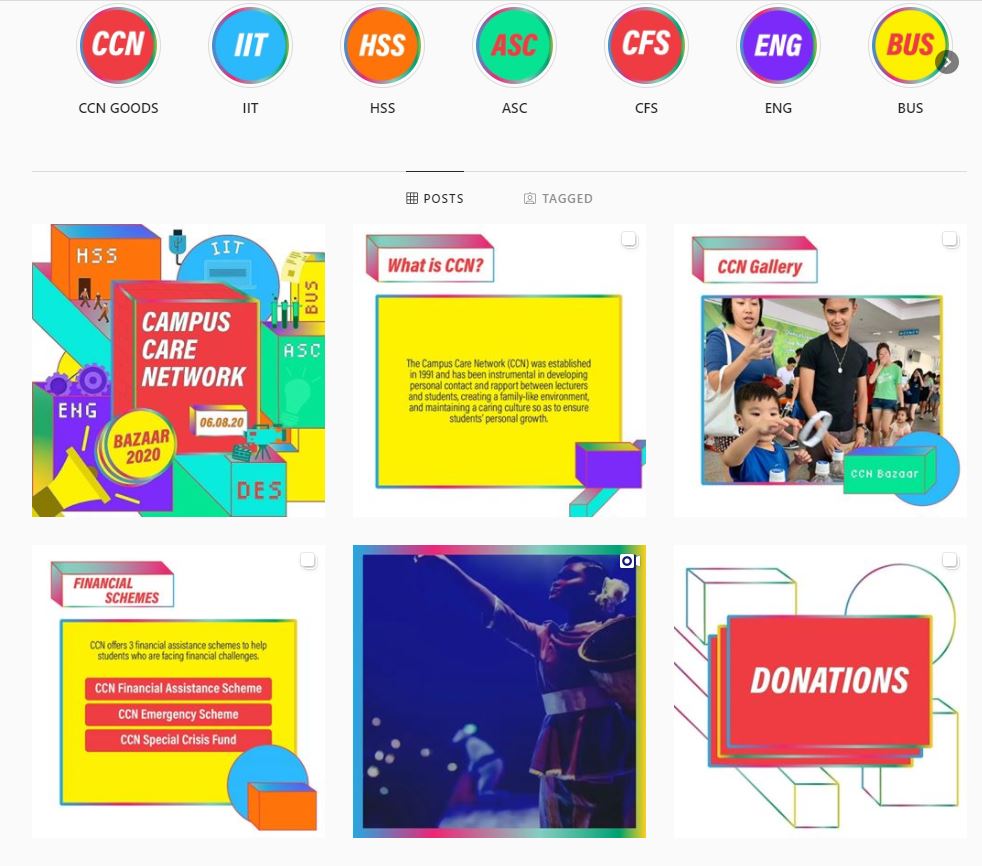 CCN
IIT
HSS
ASC
CFS
ENG
BUS
CCN GOODS
IIT
HSS
ASC
CFS
ENG
BUS
POSTS
TAGGED
HSS
IIT
BUS
CAMPUS
CARE
NETWORK
ASC
ENG
06.08.20
BAZAAR
2020
DES
What is CCN?
The Campus Care Network (CCN) was established
in 1991 and has been instrumental in developing
personal contact and rapport between lecturers
and students, creating a family-like environment,
and maintaining a caring culture so as to ensure
students' personal growth.
CCN Gallery
CCN Bazaar
FINANCIAL
SCHEMES
CCN offers 3 financial assistance schemes to help
students who are facing financial challenges.
CCN Financial Assistance Scheme
CCN Emergency Scheme
CCN Special Crisis Fund
DONATIONS